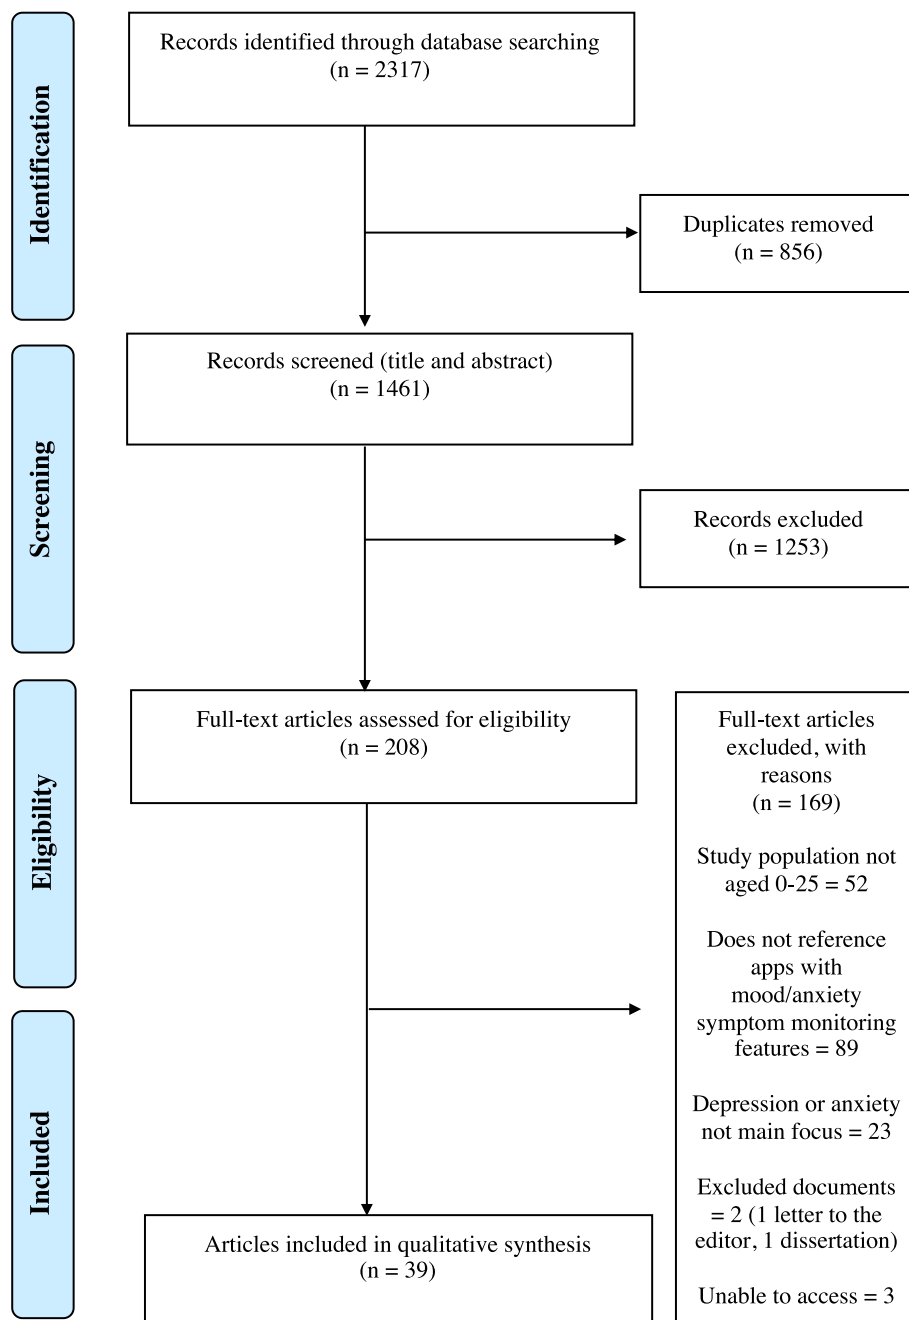 Identification
Records identified through database searching
(n = 2317)
Duplicates removed
(n = 856)
Screening
Records screened (title and abstract)
(n = 1461)
Records excluded
(n = 1253)
Eligibility
Full-text articles assessed for eligibility
(n = 208)
Full-text articles
excluded, with
reasons
(n = 169)
Study population not
aged 0-25 = 52
Does not reference
apps with
mood/anxiety
symptom monitoring
features = 89
Depression or anxiety
not main focus = 23
Excluded documents
= 2 (1 letter to the
editor, 1 dissertation)
Unable to access = 3
Included
Articles included in qualitative synthesis
(n = 39)